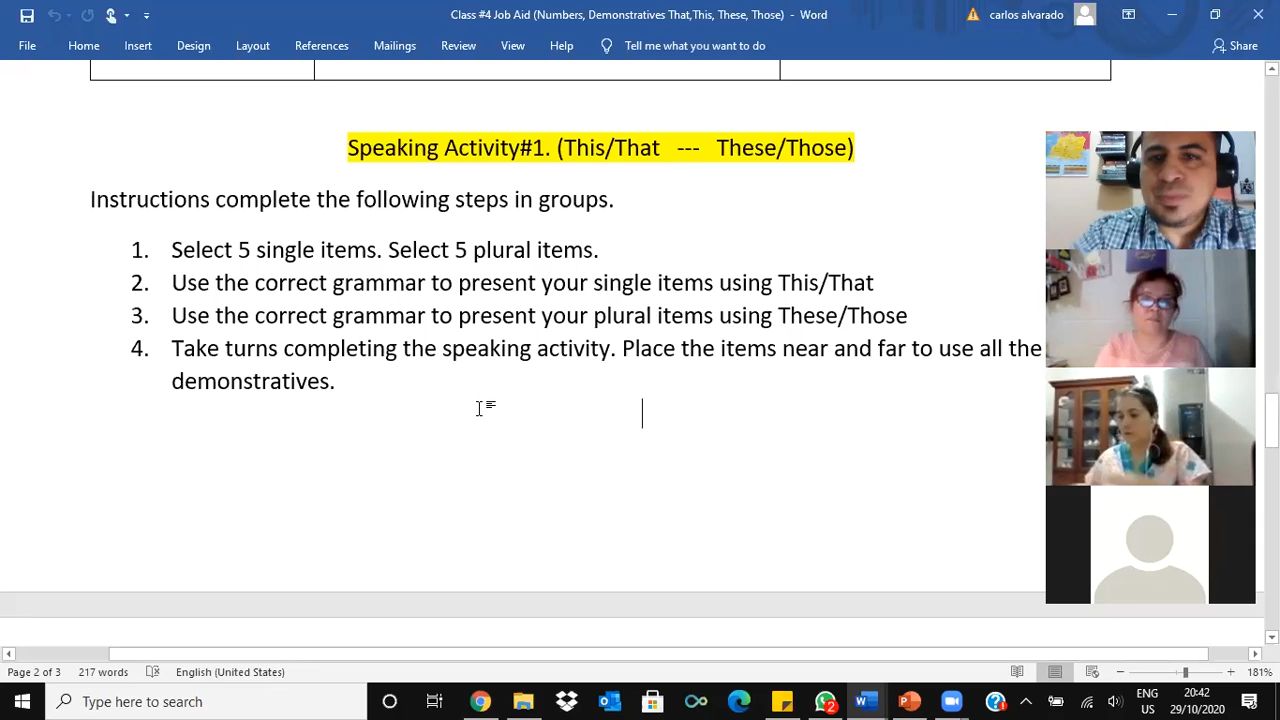 Class #4 Job Aid (Numbers, Demonstratives That,This, These, Those) - Word
carlos alvarado
File Home Insert Design Layout References Mailings Review View Help Tell me what you want to do Share
Speaking Activity#1. (This/That --- These/Those)
Instructions complete the following steps in groups.
1. Select 5 single items. Select 5 plural items.
2. Use the correct grammar to present your single items using This/That
3. Use the correct grammar to present your plural items using These/Those
4. Take turns completing the speaking activity. Place the items near and far to use all the
demonstratives.
Page 2 of 3 217 words English (United States) 181%
Type here to search
2
ENG
US
20:42
29/10/2020